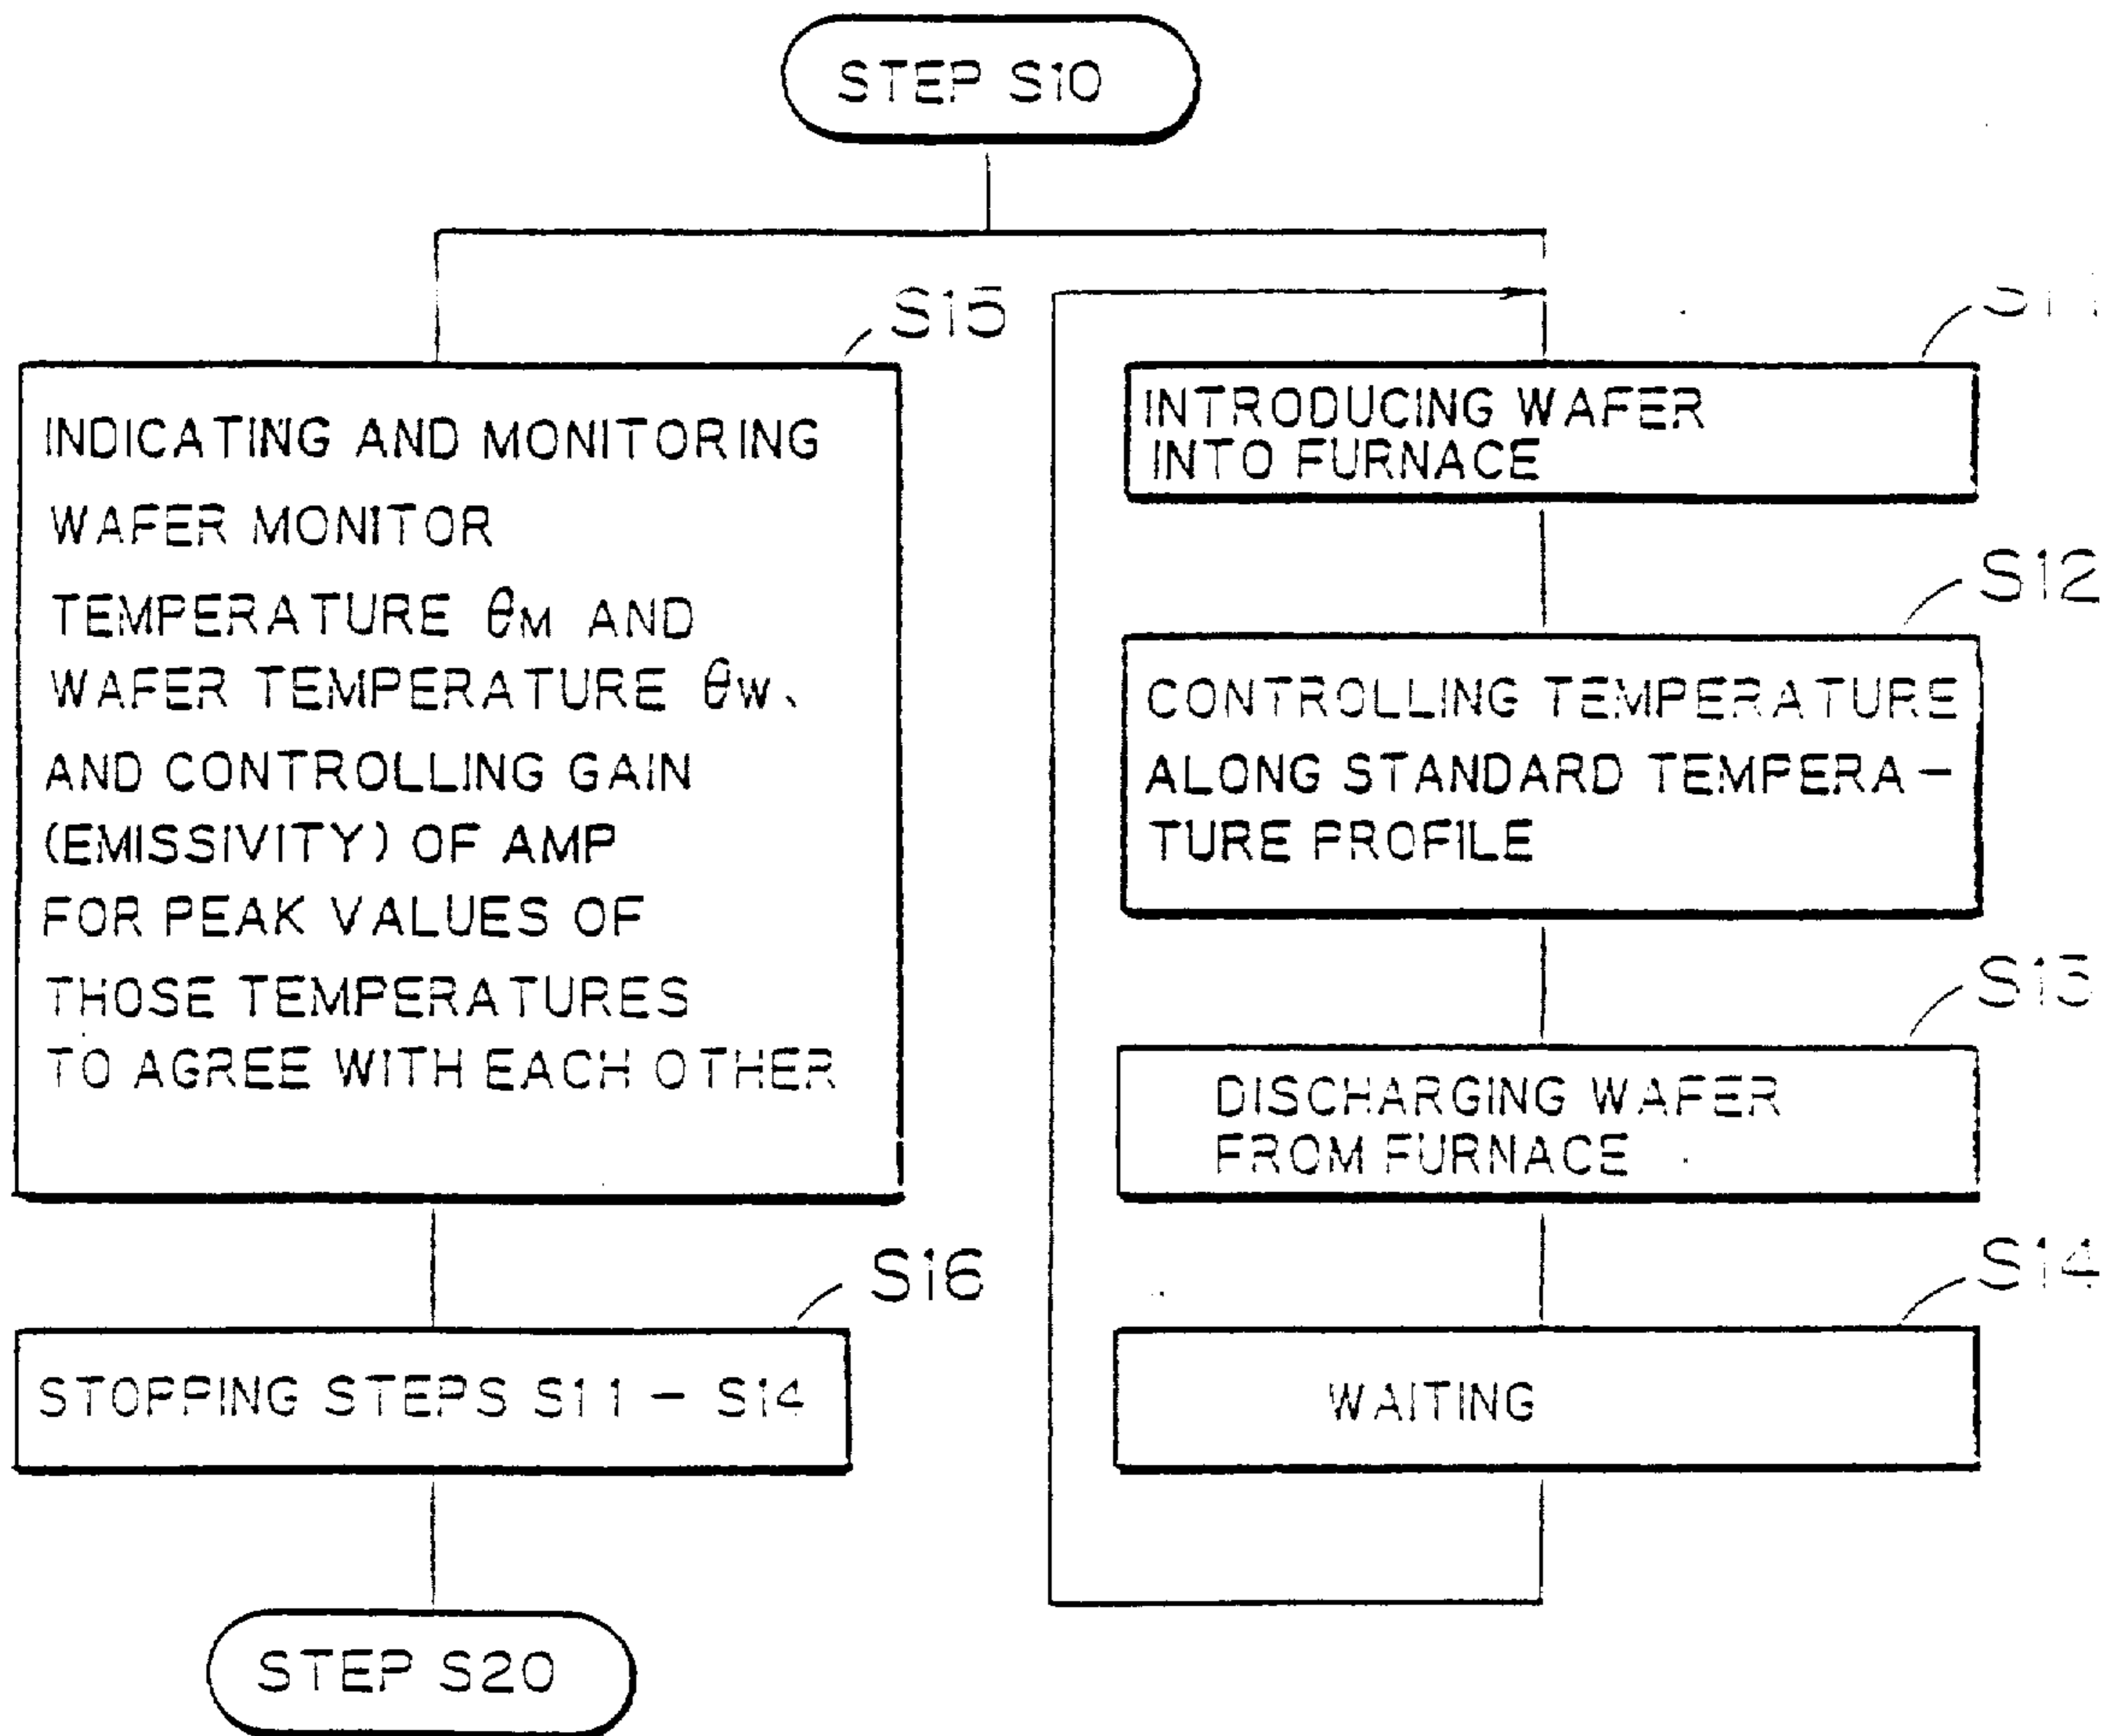 STEP S10
S15
INDICATING AND MONITORING
WAFER MONITOR
TEMPERATURE θM AND
WAFER TEMPERATURE θW、
AND CONTROLLING GAIN
(EMISSIVITY) OF AMP
FOR PEAK VALUES OF
THOSE TEMPERATURES
TO AGREE WITH EACH OTHER
S16
STOPPING STEPS S11 – S14
STEP S20
INTRODUCING WAFER
INTO FURNACE
S12
CONTROLLING TEMPERATURE
ALONG STANDARD TEMPERA –
TURE PROFILE
S13
DISCHARGING WAFER
FROM FURNACE
S14
WAITING